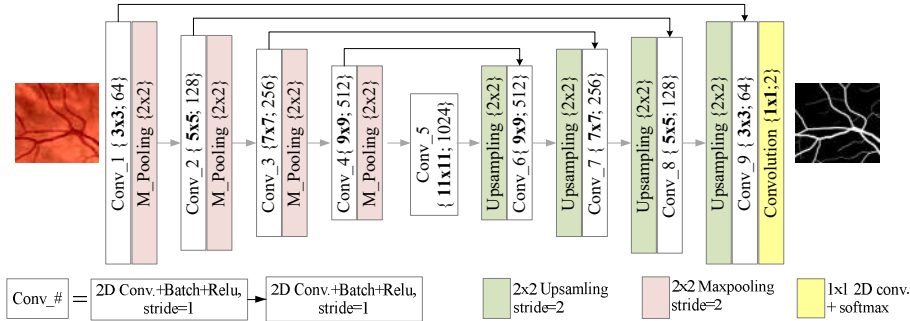 Conv_1 { 3x3; 64}
M_Pooling {2x2}
Conv_2 { 5x5; 128}
M_Pooling {2x2}
Conv_3 {7x7; 256}
M_Pooling {2x2}
Conv_4{ 9x9; 512}
M_Pooling {2x2}
Conv_5
{ 11x11; 1024}
Upsampling {2x2}
Conv_6{ 9x9; 512}
Upsampling {2x2}
Conv_7 { 7x7; 256}
Upsampling {2x2}
Conv_8 { 5x5; 128}
Upsampling {2x2}
Conv_9 { 3x3; 64}
Convolution {1x1;2}
Conv_#
=
2D Conv.+Batch+Relu,
stride=1
2D Conv.+Batch+Relu,
stride=1
2x2 Upsamling
stride=2
2x2 Maxpooling
stride=2
1x1 2D conv.
+ softmax